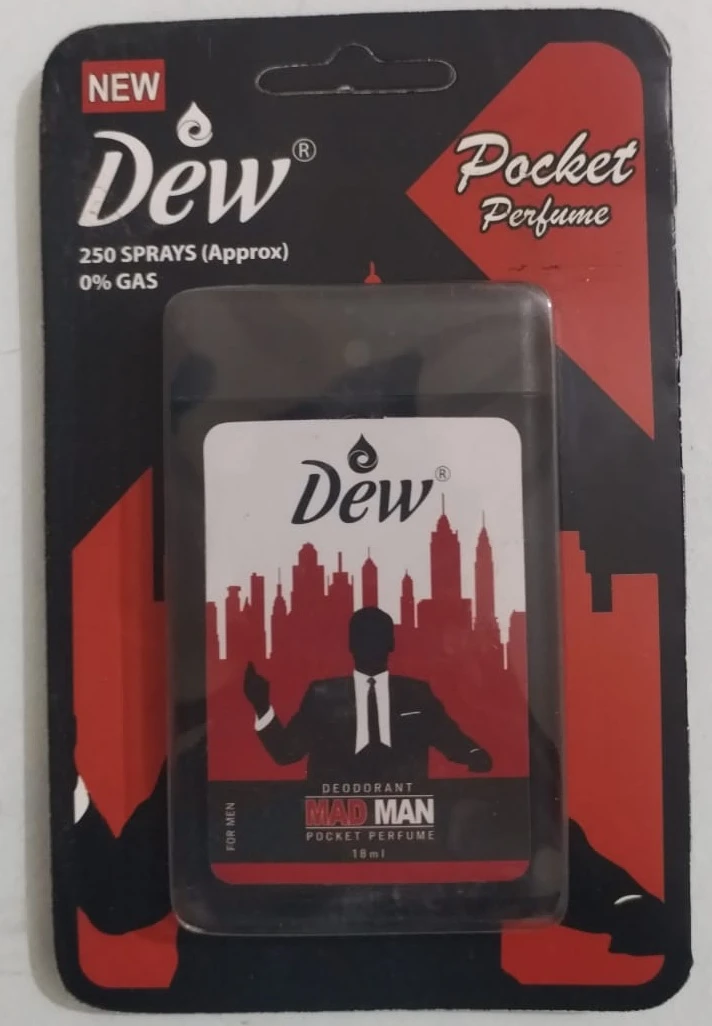 NEW
Dew®
250 SPRAYS (Approx)
0% GAS
Pocket
Perfume
Dew®
DEODORANT
MAD MAN
POCKET PERFUME
18ml
FOR MEN